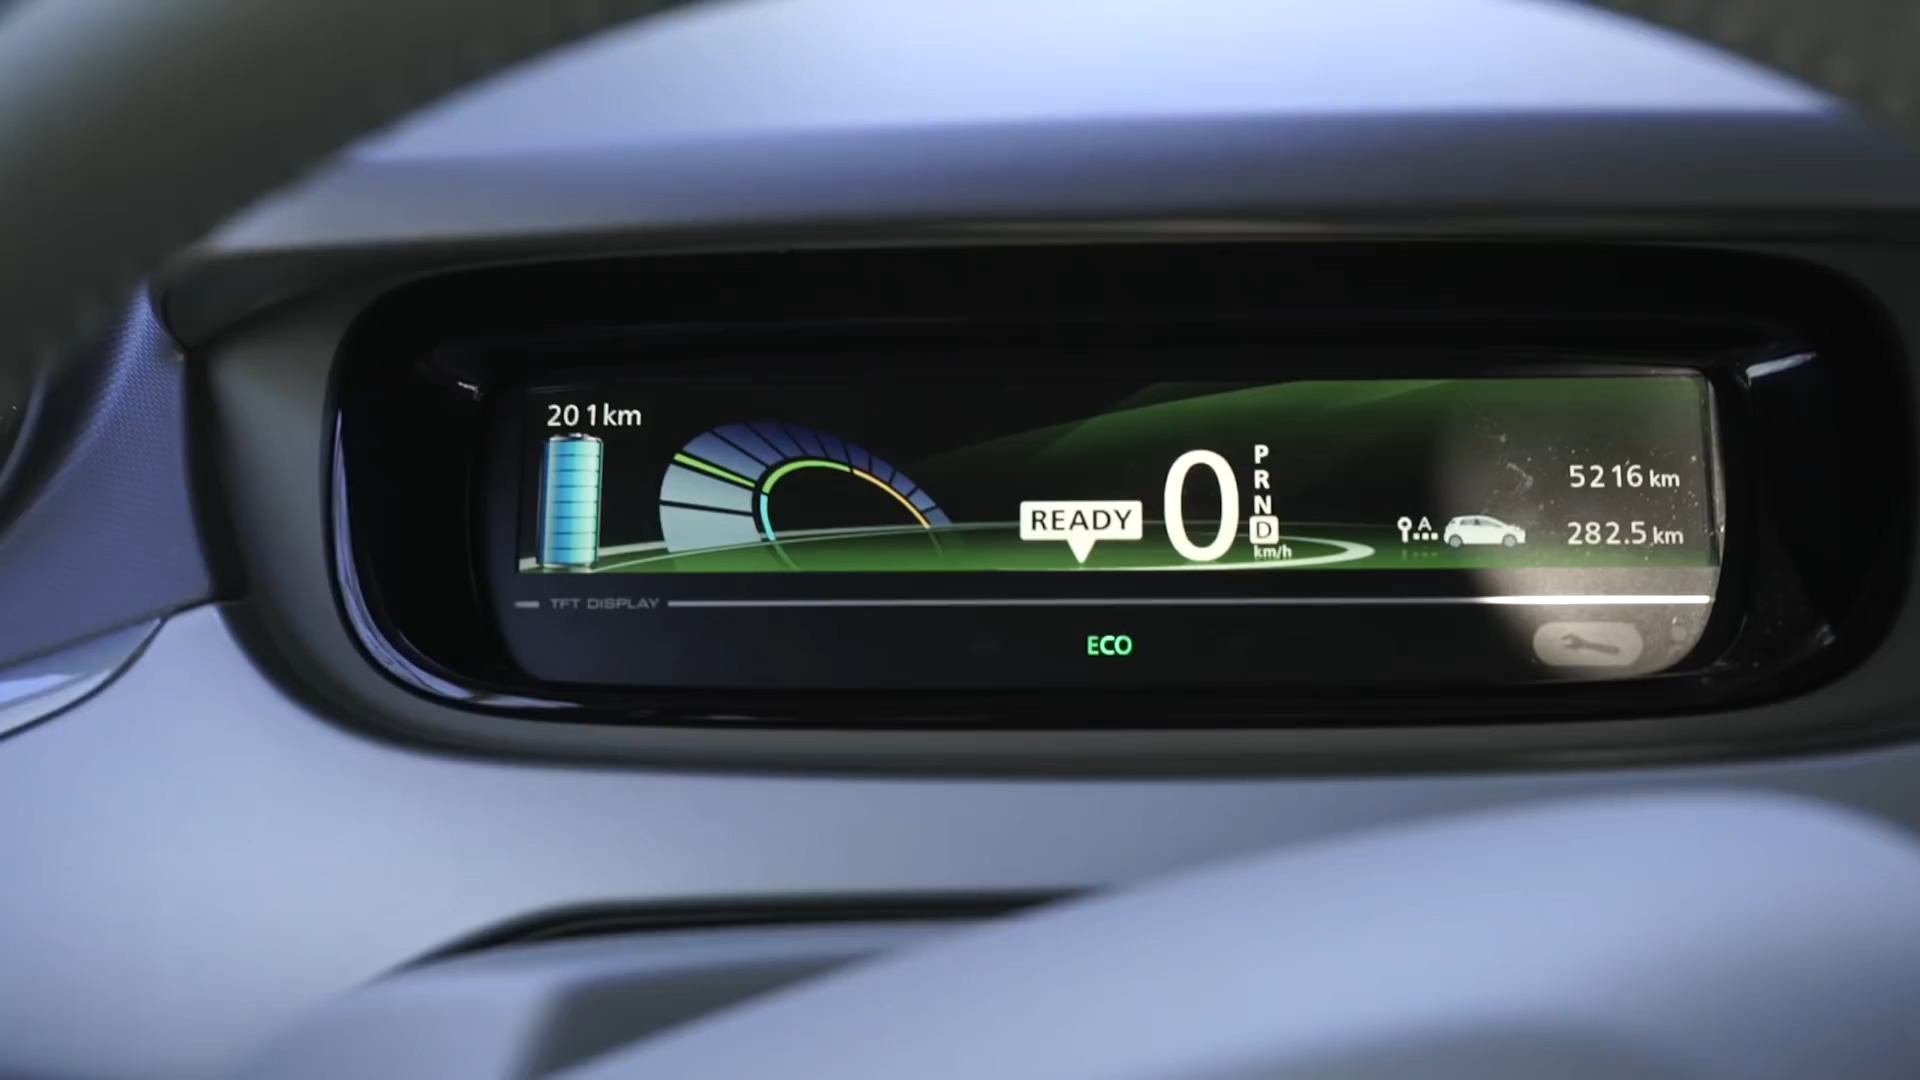 201km
READY
0
P
R
N
D
km/h
A
5216 km
282.5 km
TFT DISPLAY
ECO